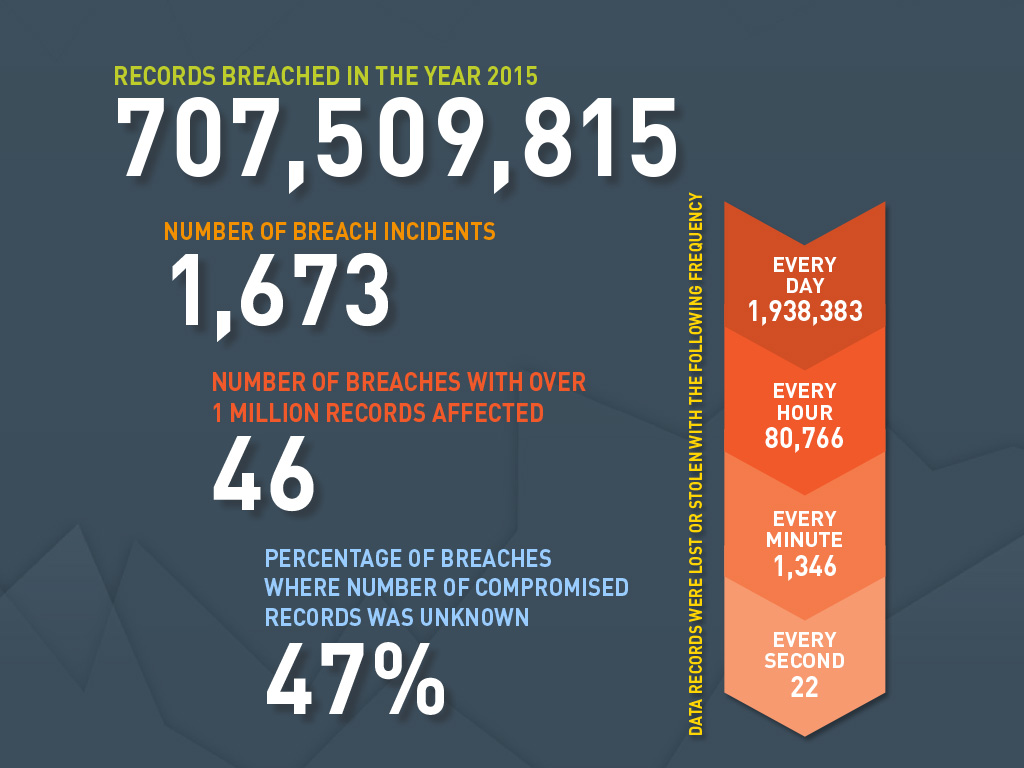 RECORDS BREACHED IN THE YEAR 2015
707,509,815
NUMBER OF BREACH INCIDENTS
1,673
NUMBER OF BREACHES WITH OVER
1 MILLION RECORDS AFFECTED
46
PERCENTAGE OF BREACHES
WHERE NUMBER OF COMPROMISED
RECORDS WAS UNKNOWN
47%
DATA RECORDS WERE LOST OR STOLEN WITH THE FOLLOWING FREQUENCY
EVERY
DAY
1,938,383
EVERY
HOUR
80,766
EVERY
MINUTE
1,346
EVERY
SECOND
22